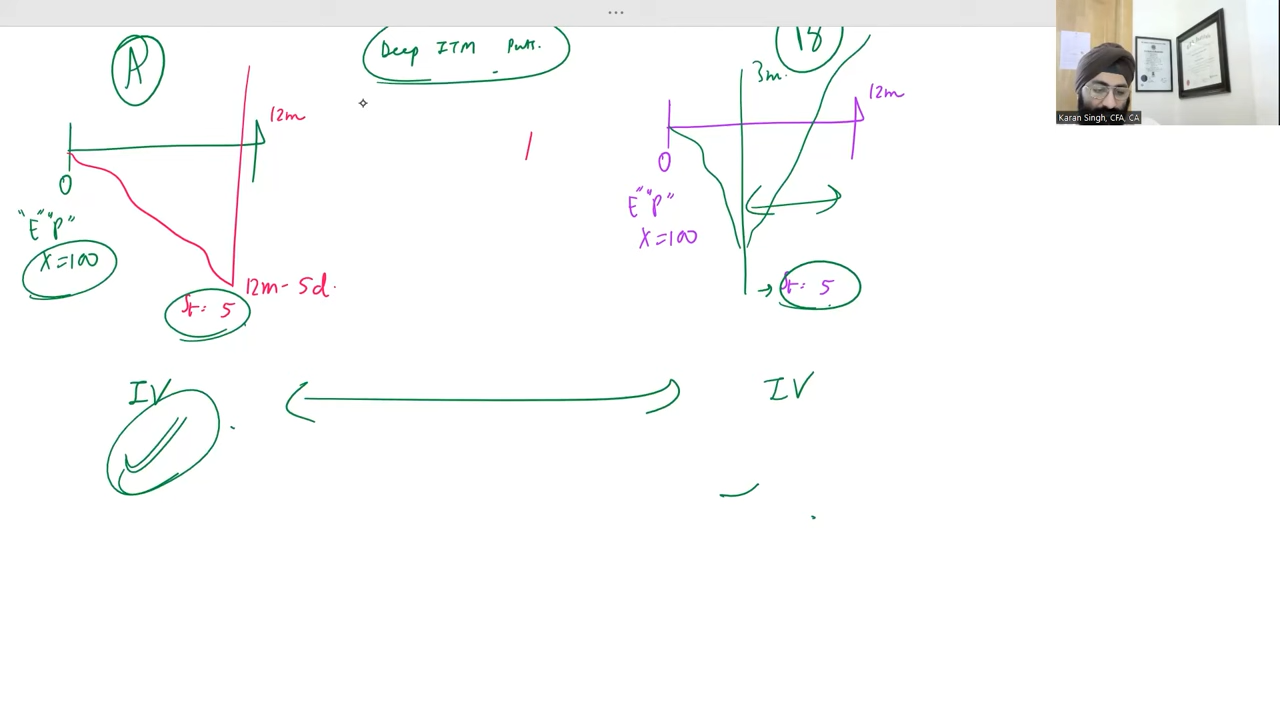 A
12m
0
"E" "P"
X=100
12m - 5d.
St: 5
IV
Deep ITM Puts.
3m.
12m
0
"E" "P"
X=100
→ St: 5
IV
Karan Singh, CFA, CA